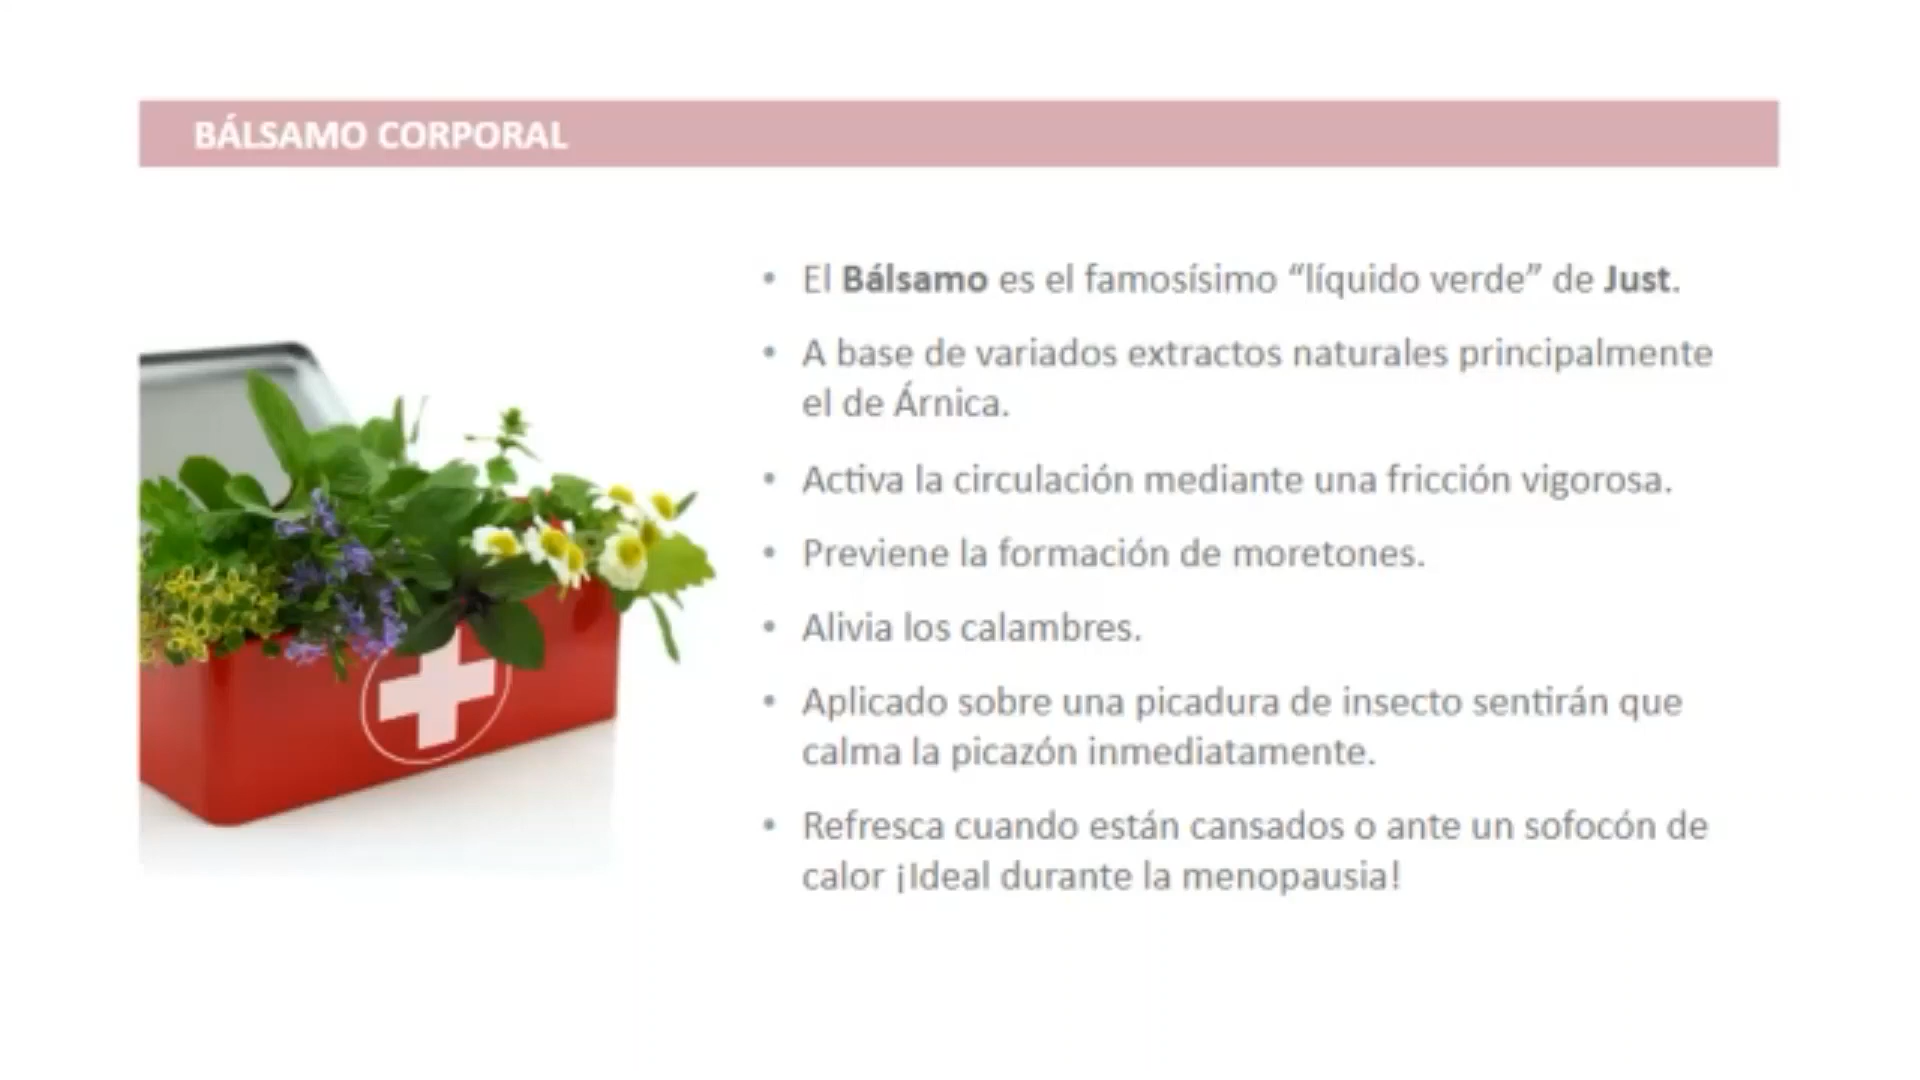 BÁLSAMO CORPORAL
• El Bálsamo es el famosísimo “líquido verde” de Just.
• A base de variados extractos naturales principalmente
el de Árnica.
• Activa la circulación mediante una fricción vigorosa.
• Previene la formación de moretones.
• Alivia los calambres.
• Aplicado sobre una picadura de insecto sentirán que
calma la picazón inmediatamente.
• Refresca cuando están cansados o ante un sofocón de
calor ¡Ideal durante la menopausia!